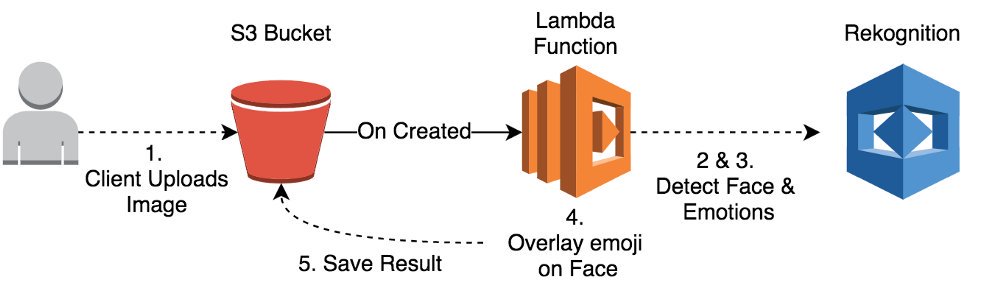 S3 Bucket
Lambda
Function
Rekognition
On Created
1.
Client Uploads
Image
2 & 3.
Detect Face &
Emotions
4.
Overlay emoji
on Face
5. Save Result